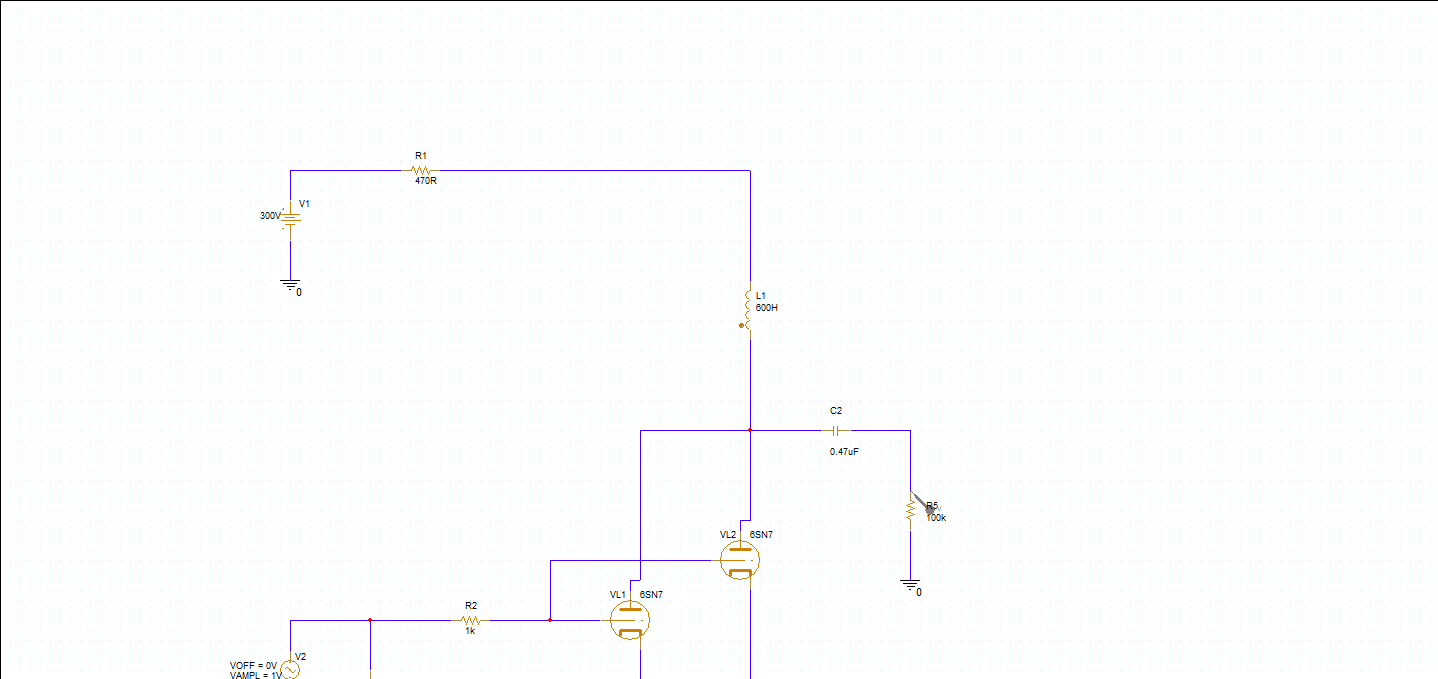 R1
470R
V1
300V
0
L1
600H
C2
0.47uF
R5
100k
VL2 6SN7
0
VL1 6SN7
R2
1k
V2
VOFF = 0V
VAMPL = 1V